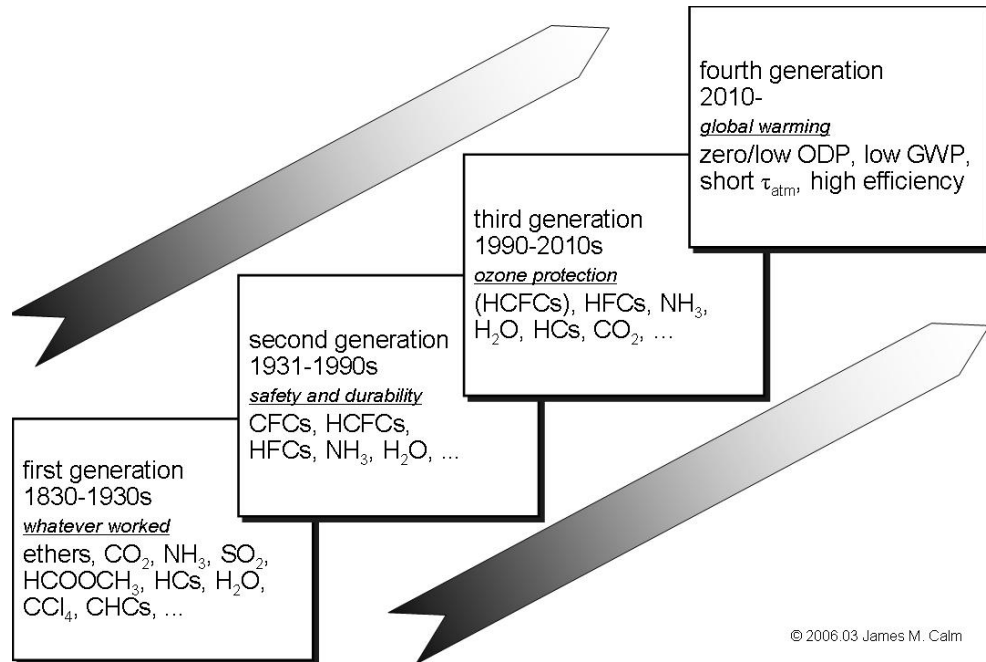 first generation
1830-1930s
whatever worked
ethers, CO₂, NH₃, SO₂,
HCOOCH₃, HCs, H₂O,
CCl₄, CHCs, ...
second generation
1931-1990s
safety and durability
CFCs, HCFCs,
HFCs, NH₃, H₂O, ...
third generation
1990-2010s
ozone protection
(HCFCs), HFCs, NH₃,
H₂O, HCs, CO₂, ...
fourth generation
2010-
global warming
zero/low ODP, low GWP,
short τₐₜₘ, high efficiency
© 2006.03 James M. Calm